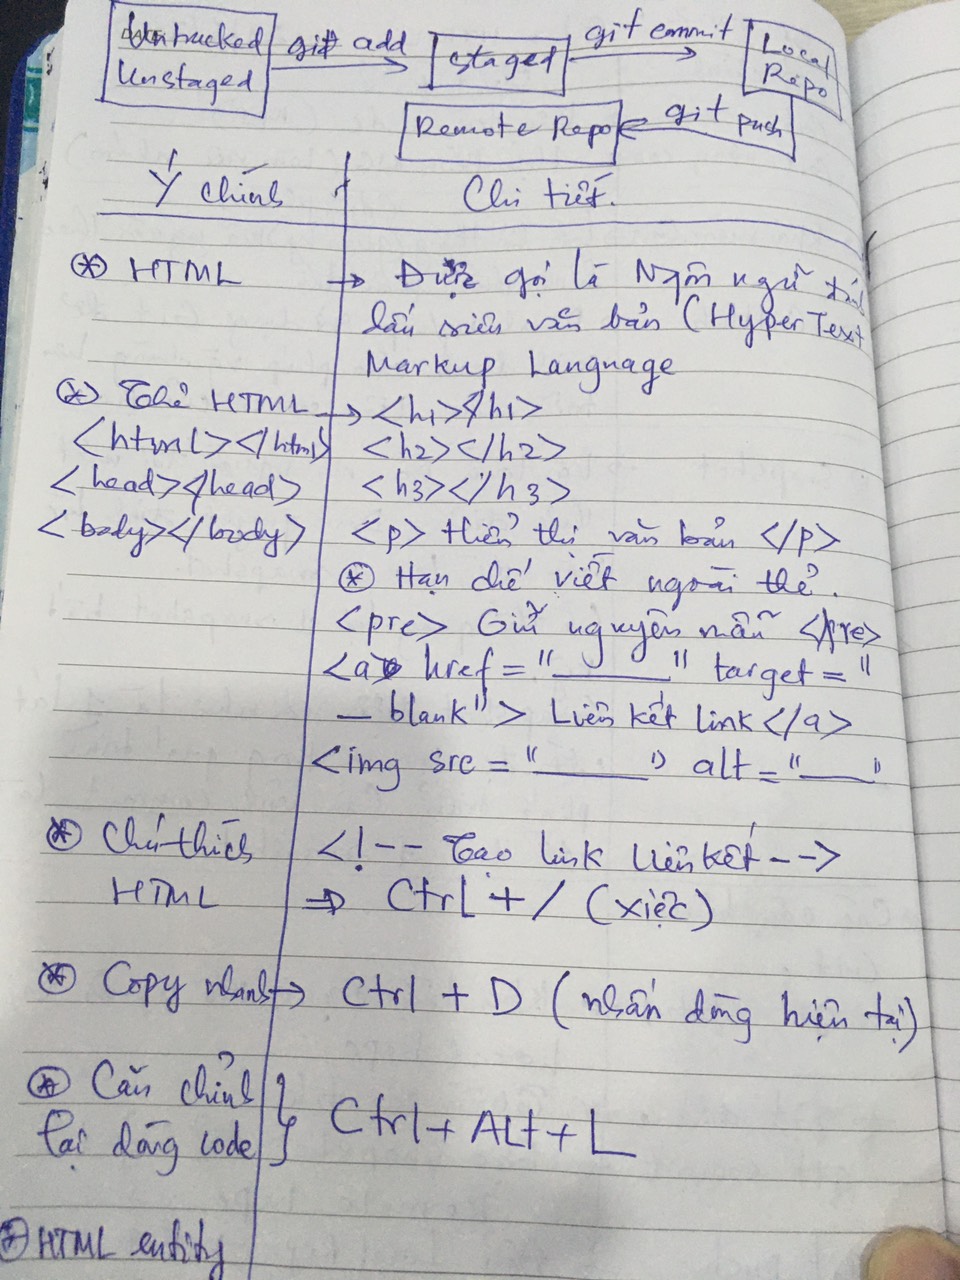 Untracked git add Staged git commit Local
Unstaged Repo
Remote Repo git push
Ý chính Chi tiết.
* HTML → Được gọi là Ngôn ngữ đánh
dấu siêu văn bản (HyperText
Markup Language
* Thẻ HTML → <h1></h1>
<html></html> <h2></h2>
<head></head> <h3></h3>
<body></body> <p> Hiển thị văn bản </p>
* Hạn chế viết ngoài thẻ.
<pre> Giữ nguyên mẫu </pre>
<a href = "______" target = "
_blank"> Liên kết link</a>
<img src = "______" alt = "____"
* Chú thích <!-- Tạo link liên kết -->
HTML => Ctrl + / (xiệc)
* Copy nhanh → Ctrl + D (nhấn dòng hiện tại)
* Căn chỉnh
lại dòng code } Ctrl + ALt + L
* HTML entity